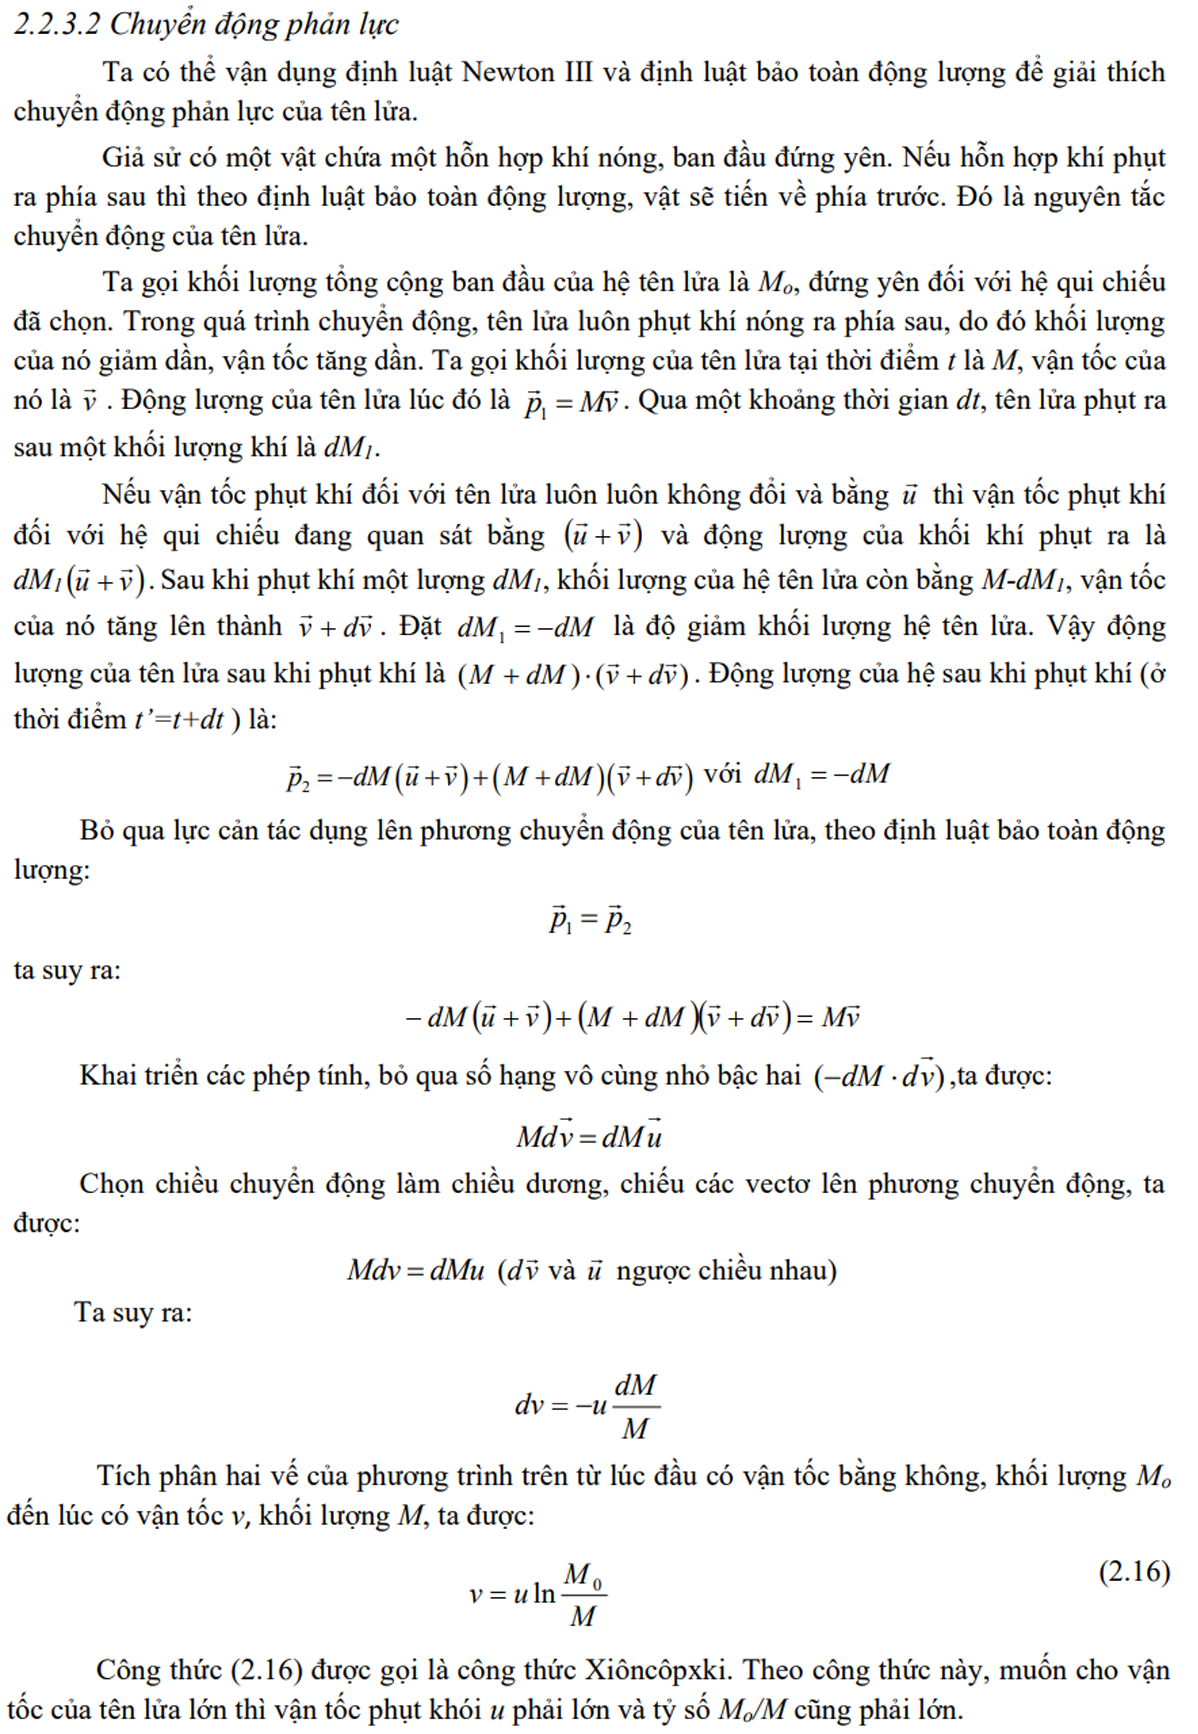 2.2.3.2 Chuyển động phản lực
Ta có thể vận dụng định luật Newton III và định luật bảo toàn động lượng để giải thích
chuyển động phản lực của tên lửa.
Giả sử có một vật chứa một hỗn hợp khí nóng, ban đầu đứng yên. Nếu hỗn hợp khí phụt
ra phía sau thì theo định luật bảo toàn động lượng, vật sẽ tiến về phía trước. Đó là nguyên tắc
chuyển động của tên lửa.
Ta gọi khối lượng tổng cộng ban đầu của hệ tên lửa là $M_o$, đứng yên đối với hệ qui chiếu
đã chọn. Trong quá trình chuyển động, tên lửa luôn phụt khí nóng ra phía sau, do đó khối lượng
của nó giảm dần, vận tốc tăng dần. Ta gọi khối lượng của tên lửa tại thời điểm t là M, vận tốc của
nó là $\vec{v}$ . Động lượng của tên lửa lúc đó là $\vec{p}_1 = M\vec{v}$. Qua một khoảng thời gian dt, tên lửa phụt ra
sau một khối lượng khí là $dM_1$.
Nếu vận tốc phụt khí đối với tên lửa luôn luôn không đổi và bằng $\vec{u}$ thì vận tốc phụt khí
đối với hệ qui chiếu đang quan sát bằng $(\vec{u}+\vec{v})$ và động lượng của khối khí phụt ra là
$dM_1(\vec{u}+\vec{v})$. Sau khi phụt khí một lượng $dM_1$, khối lượng của hệ tên lửa còn bằng $M\text{-}dM_1$, vận tốc
của nó tăng lên thành $\vec{v}+d\vec{v}$ . Đặt $dM_1 = -dM$ là độ giảm khối lượng hệ tên lửa. Vậy động
lượng của tên lửa sau khi phụt khí là $(M+dM)\cdot(\vec{v}+d\vec{v})$. Động lượng của hệ sau khi phụt khí (ở
thời điểm t'=t+dt ) là:
$\vec{p}_2 = -dM(\vec{u}+\vec{v})+(M+dM)(\vec{v}+d\vec{v})$ với $dM_1 = -dM$
Bỏ qua lực cản tác dụng lên phương chuyển động của tên lửa, theo định luật bảo toàn động
lượng:
$\vec{p}_1 = \vec{p}_2$
ta suy ra:
$-dM(\vec{u}+\vec{v})+(M+dM)(\vec{v}+d\vec{v}) = M\vec{v}$
Khai triển các phép tính, bỏ qua số hạng vô cùng nhỏ bậc hai $(-dM \cdot d\vec{v})$,ta được:
$Md\vec{v} = dM\vec{u}$
Chọn chiều chuyển động làm chiều dương, chiếu các vectơ lên phương chuyển động, ta
được:
$Mdv = dMu$ ($d\vec{v}$ và $\vec{u}$ ngược chiều nhau)
Ta suy ra:
$dv = -u\frac{dM}{M}$
Tích phân hai vế của phương trình trên từ lúc đầu có vận tốc bằng không, khối lượng $M_o$
đến lúc có vận tốc v, khối lượng M, ta được:
$v = u \ln \frac{M_0}{M}$ (2.16)
Công thức (2.16) được gọi là công thức Xiôncôpxki. Theo công thức này, muốn cho vận
tốc của tên lửa lớn thì vận tốc phụt khói u phải lớn và tỷ số $M_o/M$ cũng phải lớn.